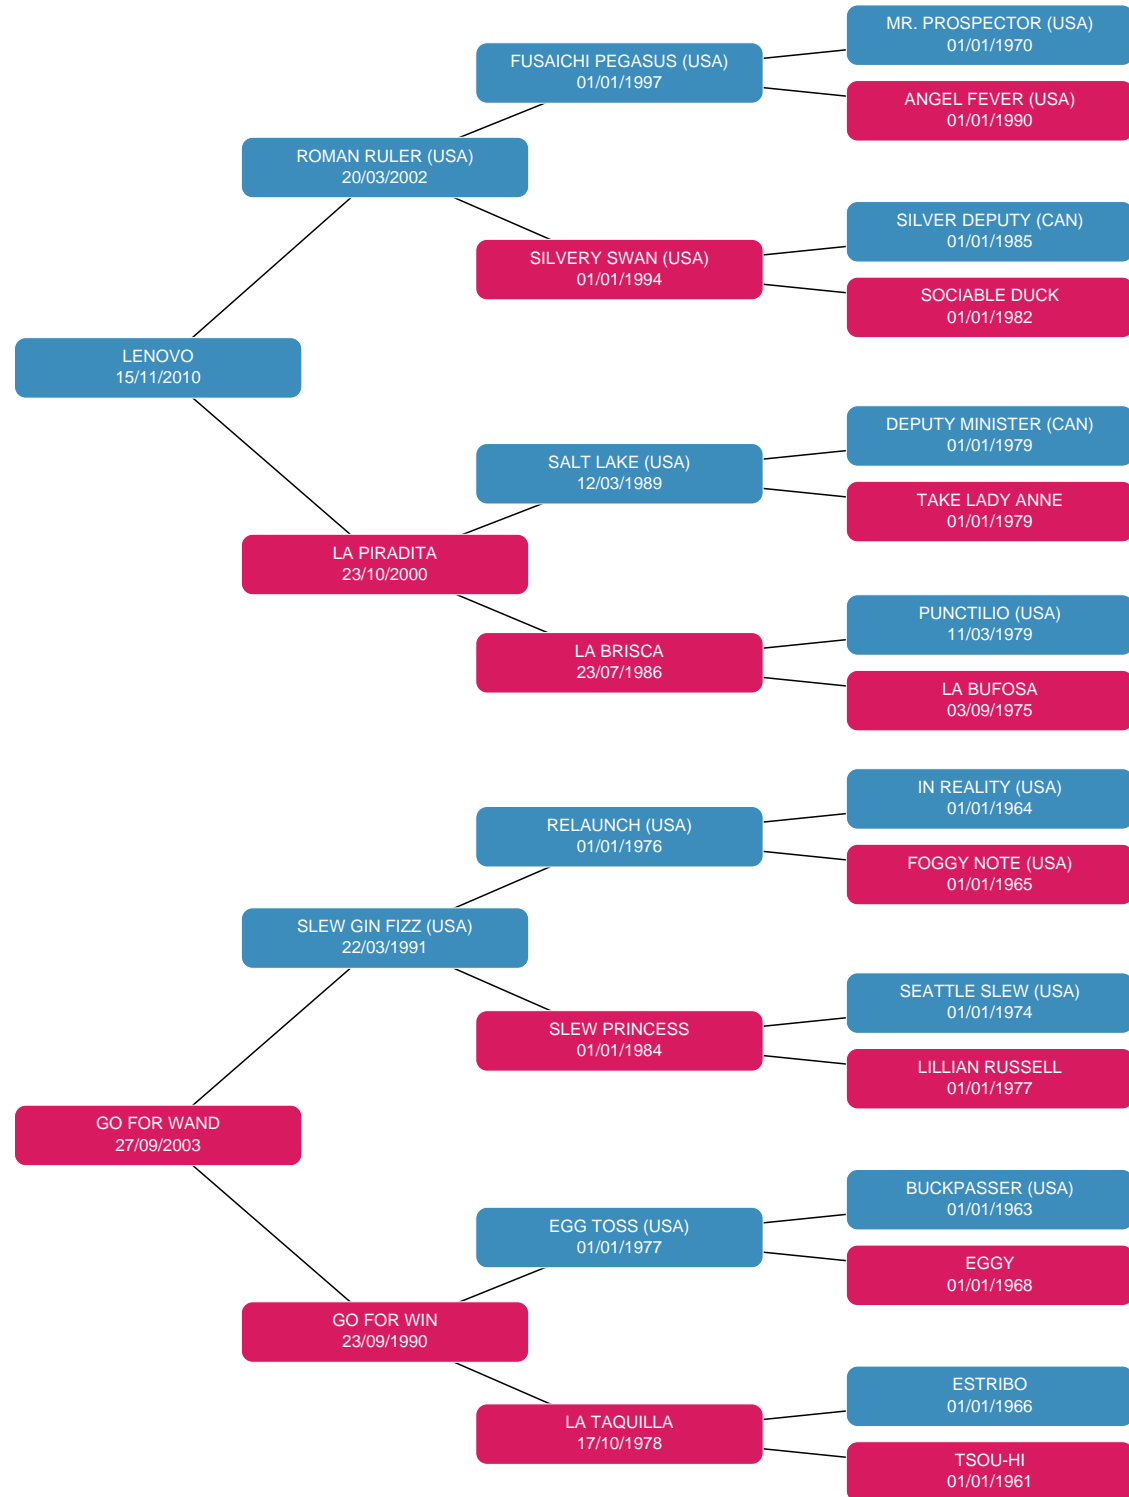 MR. PROSPECTOR (USA)
01/01/1970
FUSAICHI PEGASUS (USA)
01/01/1997
ANGEL FEVER (USA)
01/01/1990
ROMAN RULER (USA)
20/03/2002
SILVER DEPUTY (CAN)
01/01/1985
SILVERY SWAN (USA)
01/01/1994
SOCIABLE DUCK
01/01/1982
LENOVO
15/11/2010
DEPUTY MINISTER (CAN)
01/01/1979
SALT LAKE (USA)
12/03/1989
TAKE LADY ANNE
01/01/1979
LA PIRADITA
23/10/2000
PUNCTILIO (USA)
11/03/1979
LA BRISCA
23/07/1986
LA BUFOSA
03/09/1975
IN REALITY (USA)
01/01/1964
RELAUNCH (USA)
01/01/1976
FOGGY NOTE (USA)
01/01/1965
SLEW GIN FIZZ (USA)
22/03/1991
SEATTLE SLEW (USA)
01/01/1974
SLEW PRINCESS
01/01/1984
LILLIAN RUSSELL
01/01/1977
GO FOR WAND
27/09/2003
BUCKPASSER (USA)
01/01/1963
EGG TOSS (USA)
01/01/1977
EGGY
01/01/1968
GO FOR WIN
23/09/1990
ESTRIBO
01/01/1966
LA TAQUILLA
17/10/1978
TSOU-HI
01/01/1961